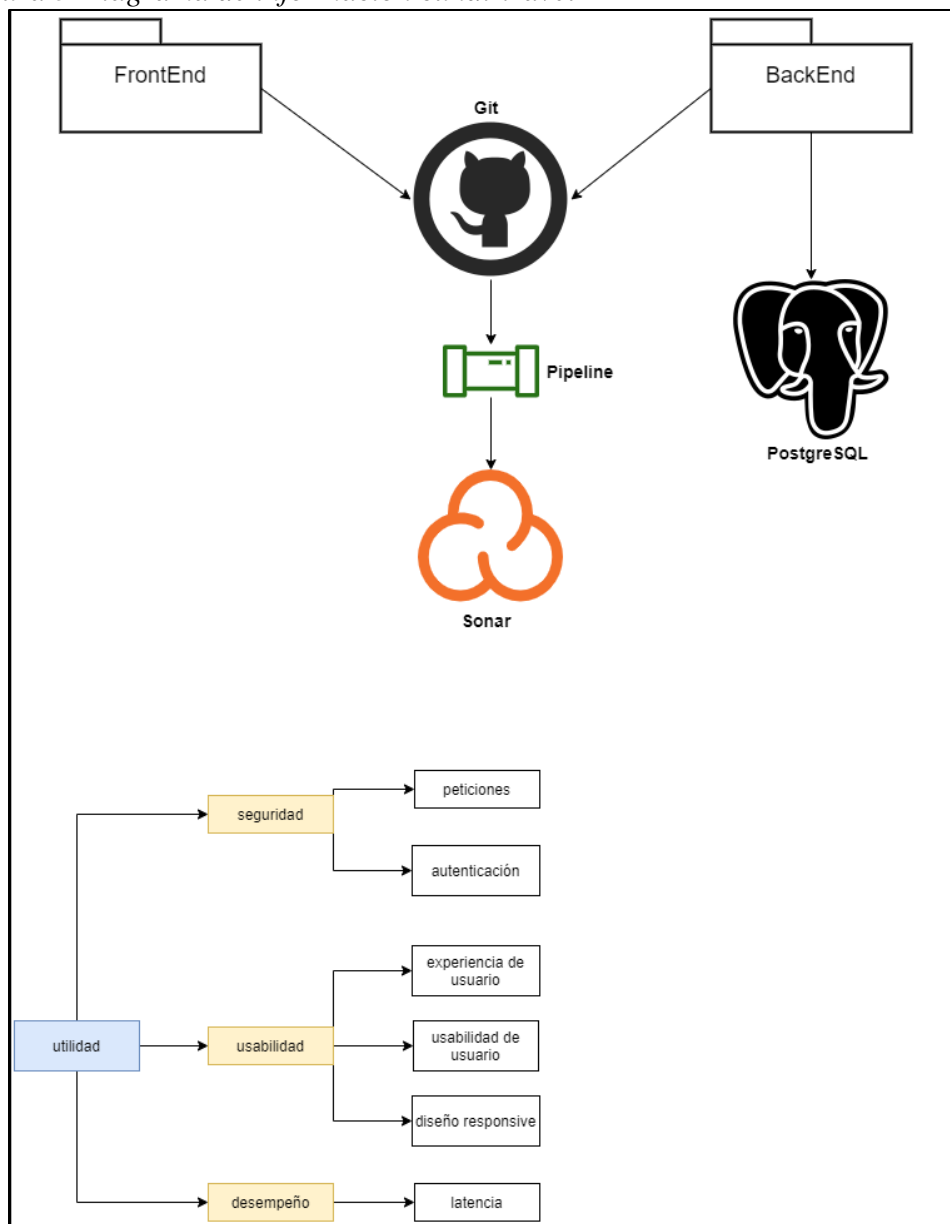 FrontEnd
BackEnd
Git
Pipeline
PostgreSQL
Sonar
peticiones
seguridad
autenticación
experiencia de
usuario
utilidad
usabilidad
usabilidad de
usuario
diseño responsive
desempeño
latencia